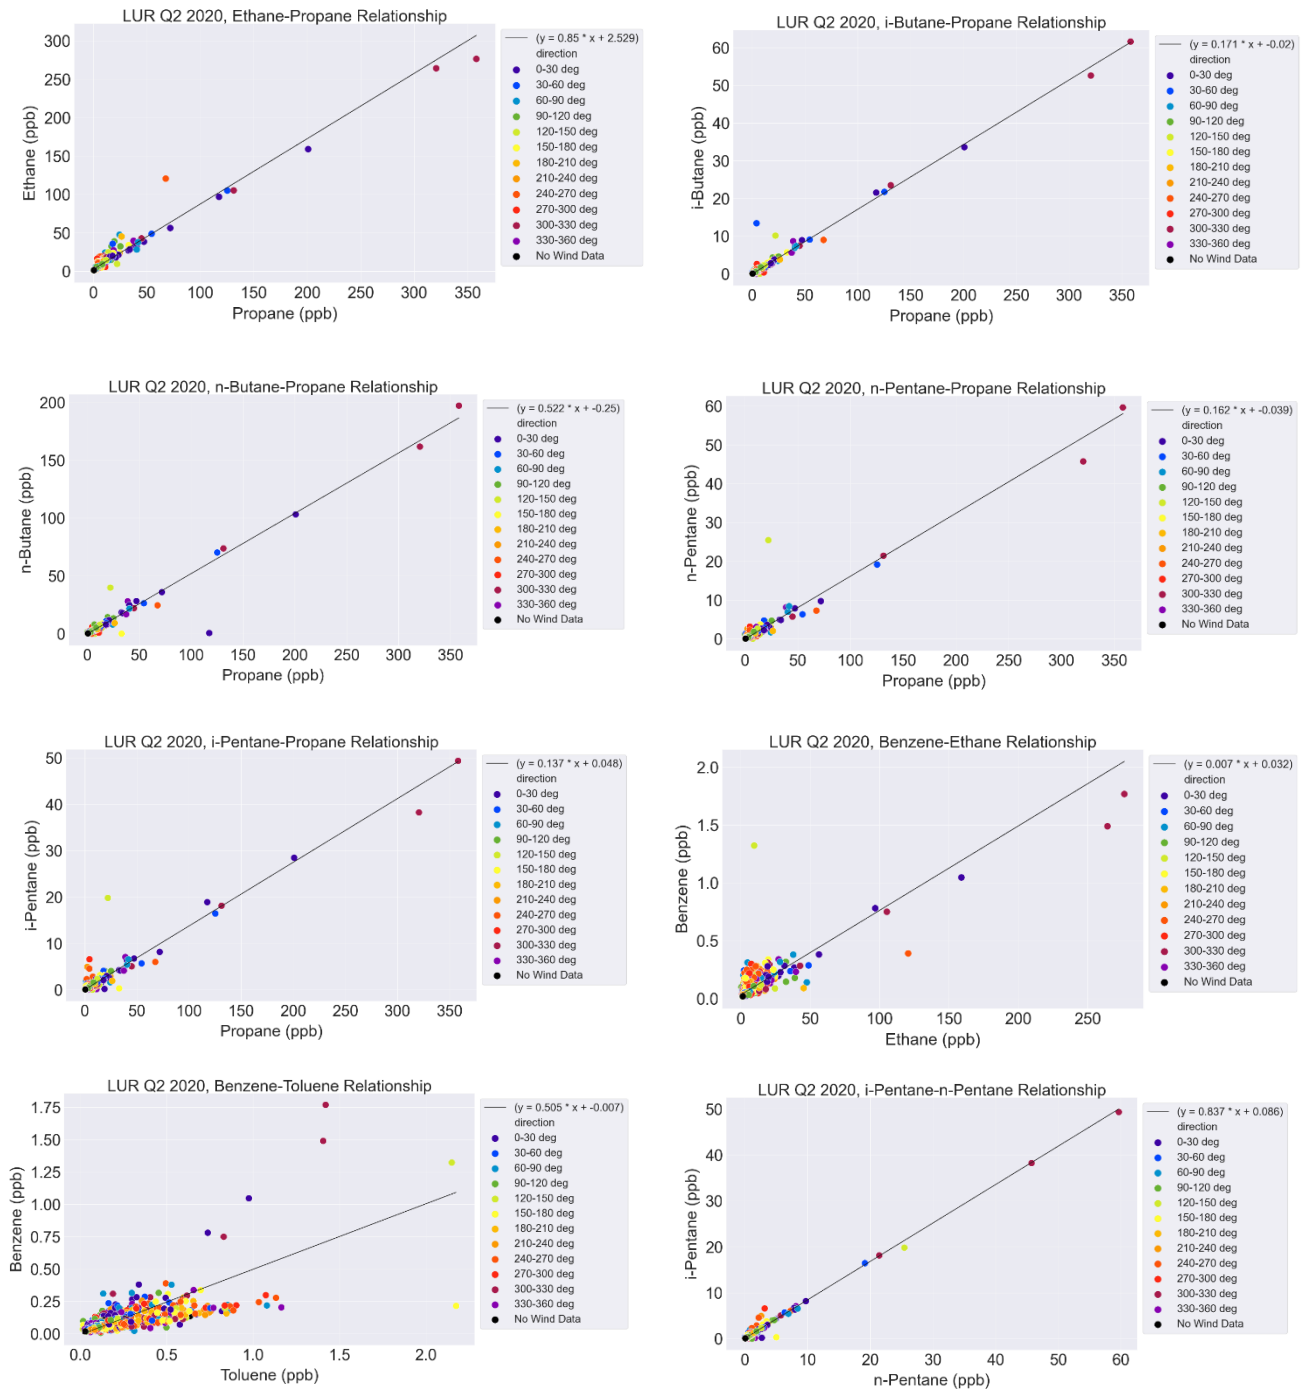 LUR Q2 2020, Ethane-Propane Relationship
300
250
200
150
100
50
0
Ethane (ppb)
0 50 100 150 200 250 300 350
Propane (ppb)
(y = 0.85 * x + 2.529)
direction
0-30 deg
30-60 deg
60-90 deg
90-120 deg
120-150 deg
150-180 deg
180-210 deg
210-240 deg
240-270 deg
270-300 deg
300-330 deg
330-360 deg
No Wind Data
LUR Q2 2020, i-Butane-Propane Relationship
60
50
40
30
20
10
0
i-Butane (ppb)
0 50 100 150 200 250 300 350
Propane (ppb)
(y = 0.171 * x + -0.02)
direction
0-30 deg
30-60 deg
60-90 deg
90-120 deg
120-150 deg
150-180 deg
180-210 deg
210-240 deg
240-270 deg
270-300 deg
300-330 deg
330-360 deg
No Wind Data
LUR Q2 2020, n-Butane-Propane Relationship
200
150
100
50
0
n-Butane (ppb)
0 50 100 150 200 250 300 350
Propane (ppb)
(y = 0.522 * x + -0.25)
direction
0-30 deg
30-60 deg
60-90 deg
90-120 deg
120-150 deg
150-180 deg
180-210 deg
210-240 deg
240-270 deg
270-300 deg
300-330 deg
330-360 deg
No Wind Data
LUR Q2 2020, n-Pentane-Propane Relationship
60
50
40
30
20
10
0
n-Pentane (ppb)
0 50 100 150 200 250 300 350
Propane (ppb)
(y = 0.162 * x + -0.039)
direction
0-30 deg
30-60 deg
60-90 deg
90-120 deg
120-150 deg
150-180 deg
180-210 deg
210-240 deg
240-270 deg
270-300 deg
300-330 deg
330-360 deg
No Wind Data
LUR Q2 2020, i-Pentane-Propane Relationship
50
40
30
20
10
0
i-Pentane (ppb)
0 50 100 150 200 250 300 350
Propane (ppb)
(y = 0.137 * x + 0.048)
direction
0-30 deg
30-60 deg
60-90 deg
90-120 deg
120-150 deg
150-180 deg
180-210 deg
210-240 deg
240-270 deg
270-300 deg
300-330 deg
330-360 deg
No Wind Data
LUR Q2 2020, Benzene-Ethane Relationship
2.0
1.5
1.0
0.5
0.0
Benzene (ppb)
0 50 100 150 200 250
Ethane (ppb)
(y = 0.007 * x + 0.032)
direction
0-30 deg
30-60 deg
60-90 deg
90-120 deg
120-150 deg
150-180 deg
180-210 deg
210-240 deg
240-270 deg
270-300 deg
300-330 deg
330-360 deg
No Wind Data
LUR Q2 2020, Benzene-Toluene Relationship
1.75
1.50
1.25
1.00
0.75
0.50
0.25
0.00
Benzene (ppb)
0.0 0.5 1.0 1.5 2.0
Toluene (ppb)
(y = 0.505 * x + -0.007)
direction
0-30 deg
30-60 deg
60-90 deg
90-120 deg
120-150 deg
150-180 deg
180-210 deg
210-240 deg
240-270 deg
270-300 deg
300-330 deg
330-360 deg
No Wind Data
LUR Q2 2020, i-Pentane-n-Pentane Relationship
50
40
30
20
10
0
i-Pentane (ppb)
0 10 20 30 40 50 60
n-Pentane (ppb)
(y = 0.837 * x + 0.086)
direction
0-30 deg
30-60 deg
60-90 deg
90-120 deg
120-150 deg
150-180 deg
180-210 deg
210-240 deg
240-270 deg
270-300 deg
300-330 deg
330-360 deg
No Wind Data